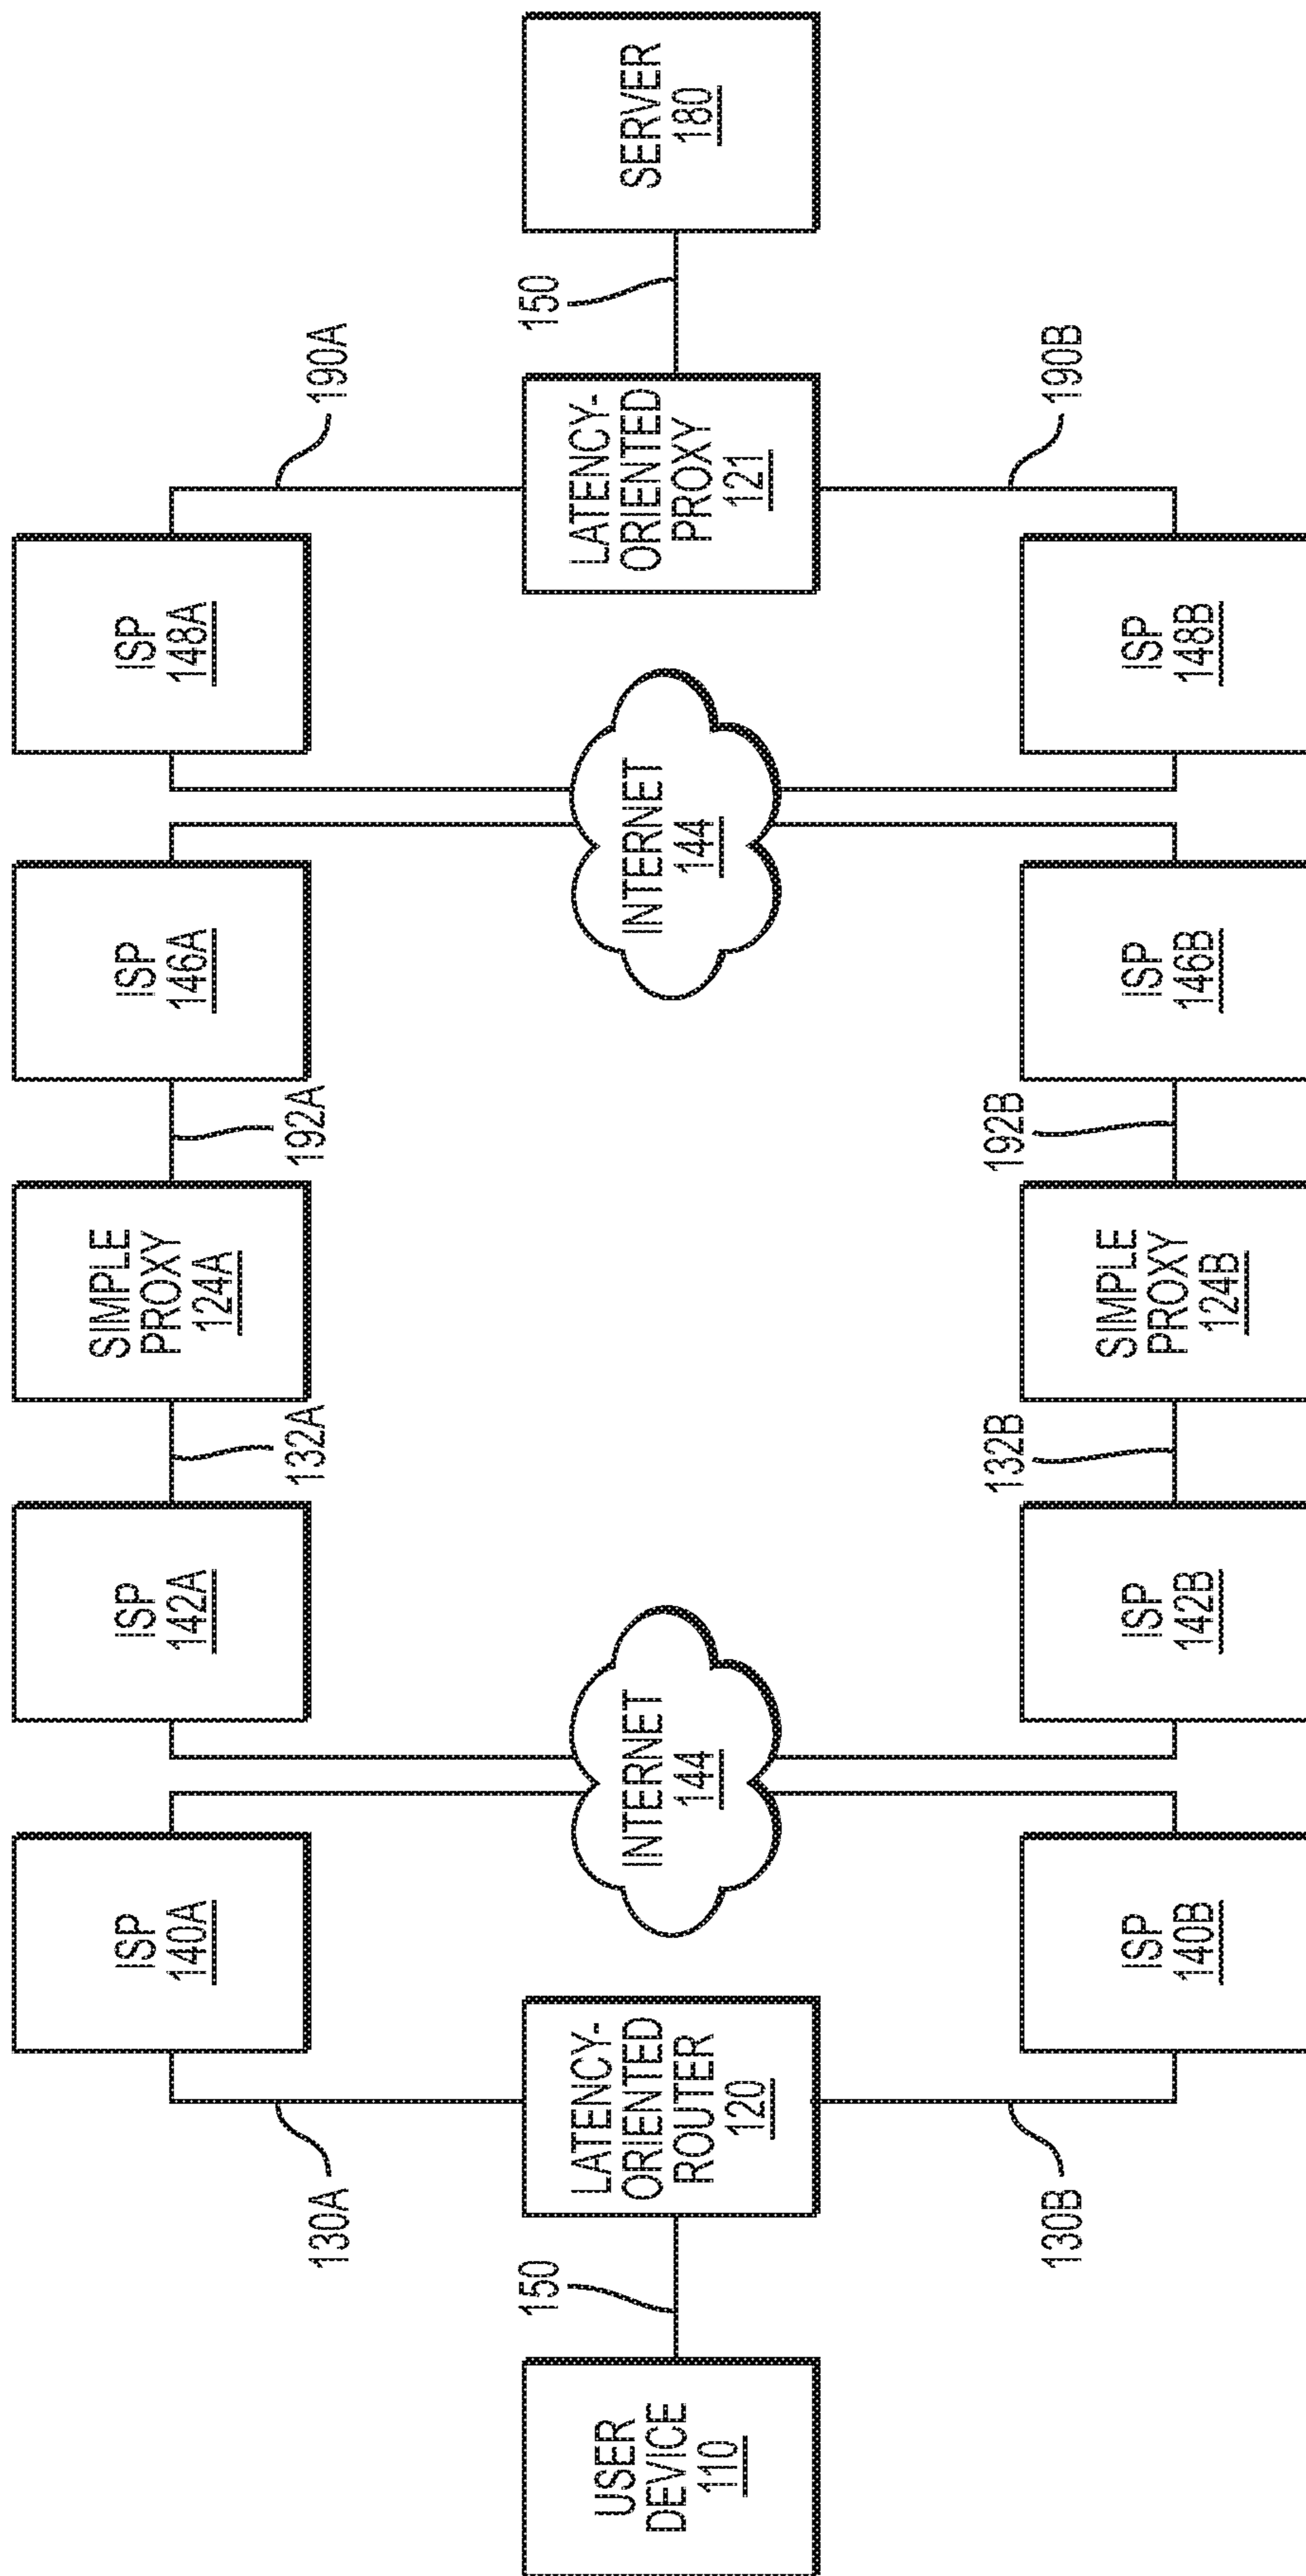 ISP
140A
ISP
142A
SIMPLE
PROXY
124A
ISP
146A
ISP
148A
130A
132A
192A
190A
USER
DEVICE
110
150
LATENCY-
ORIENTED
ROUTER
120
INTERNET
144
INTERNET
144
LATENCY-
ORIENTED
PROXY
121
150
SERVER
180
130B
132B
192B
190B
ISP
140B
ISP
142B
SIMPLE
PROXY
124B
ISP
146B
ISP
148B